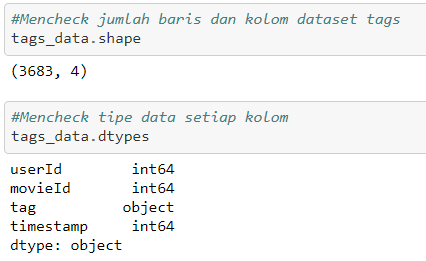 #Mencheck jumlah baris dan kolom dataset tags
tags_data.shape
(3683, 4)
#Mencheck tipe data setiap kolom
tags_data.dtypes
userId         int64
movieId        int64
tag           object
timestamp      int64
dtype: object